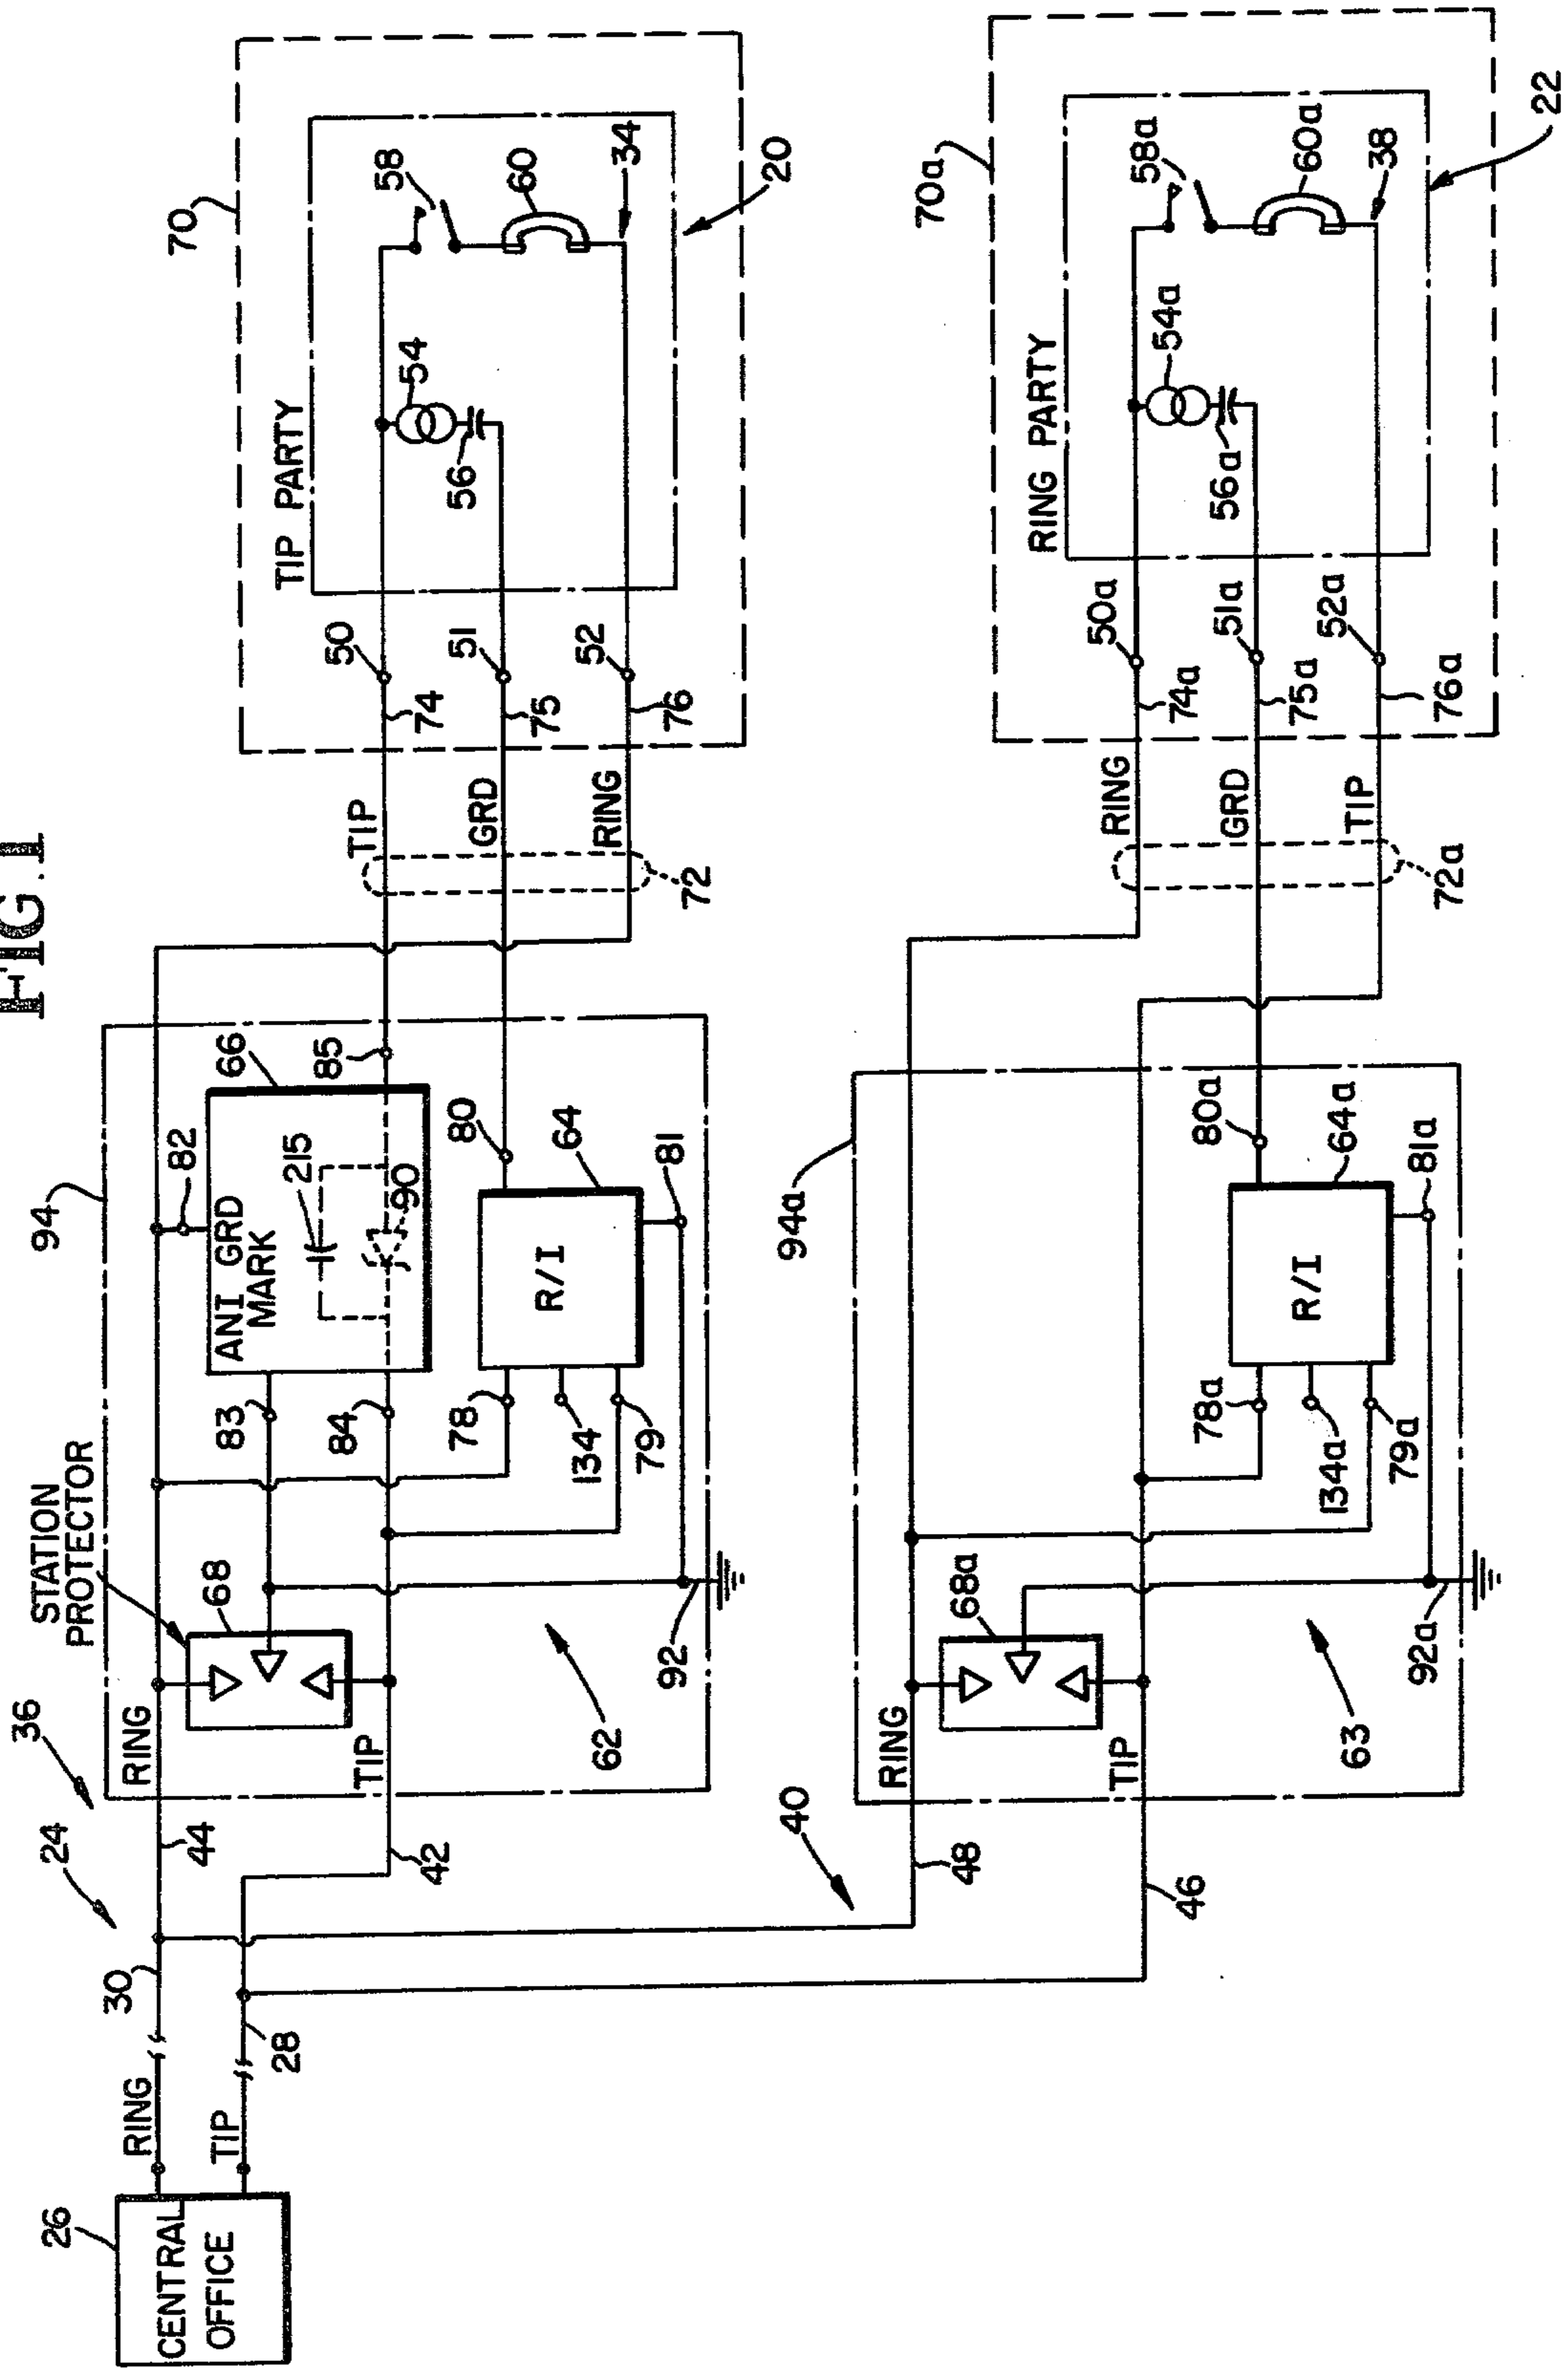 FIG. 1
26
CENTRAL
OFFICE
RING
TIP
30
28
24
36
44
42
40
48
46
STATION
PROTECTOR
94
RING
TIP
68
62
92
83
84
82
ANI GRD
MARK
66
215
90
85
78
134
79
R/I
80
64
81
TIP
GRD
RING
72
70
74
75
76
50
51
52
TIP PARTY
54
56
58
60
34
20
94a
RING
TIP
68a
63
92a
78a
134a
79a
R/I
80a
64a
81a
RING
GRD
TIP
72a
70a
74a
75a
76a
50a
51a
52a
RING PARTY
54a
56a
58a
60a
38
22